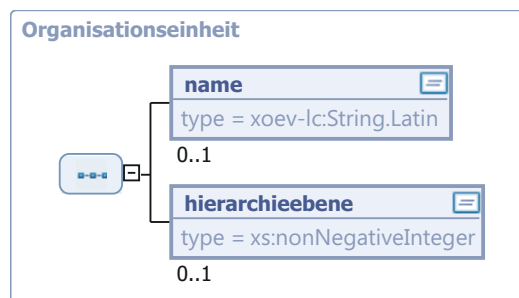 Organisationseinheit
name
type = xoev-lc:String.Latin
0..1
hierarchieebene
type = xs:nonNegativeInteger
0..1